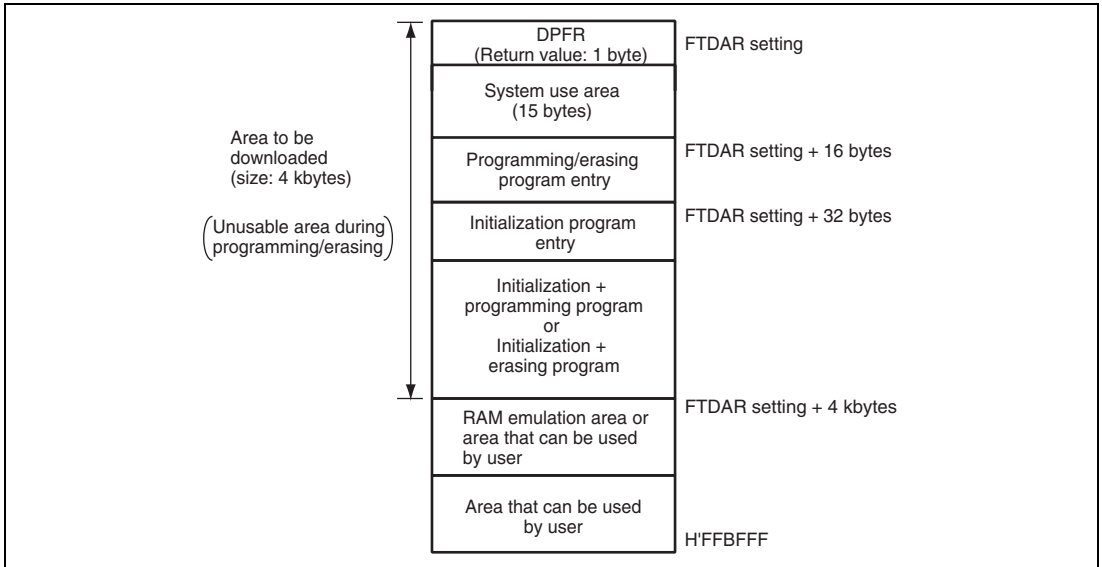 DPFR
(Return value: 1 byte)
FTDAR setting
System use area
(15 bytes)
Area to be
downloaded
(size: 4 kbytes)
(Unusable area during
programming/erasing)
Programming/erasing
program entry
FTDAR setting + 16 bytes
Initialization program
entry
FTDAR setting + 32 bytes
Initialization +
programming program
or
Initialization +
erasing program
RAM emulation area or
area that can be used
by user
FTDAR setting + 4 kbytes
Area that can be used
by user
H'FFBFFF